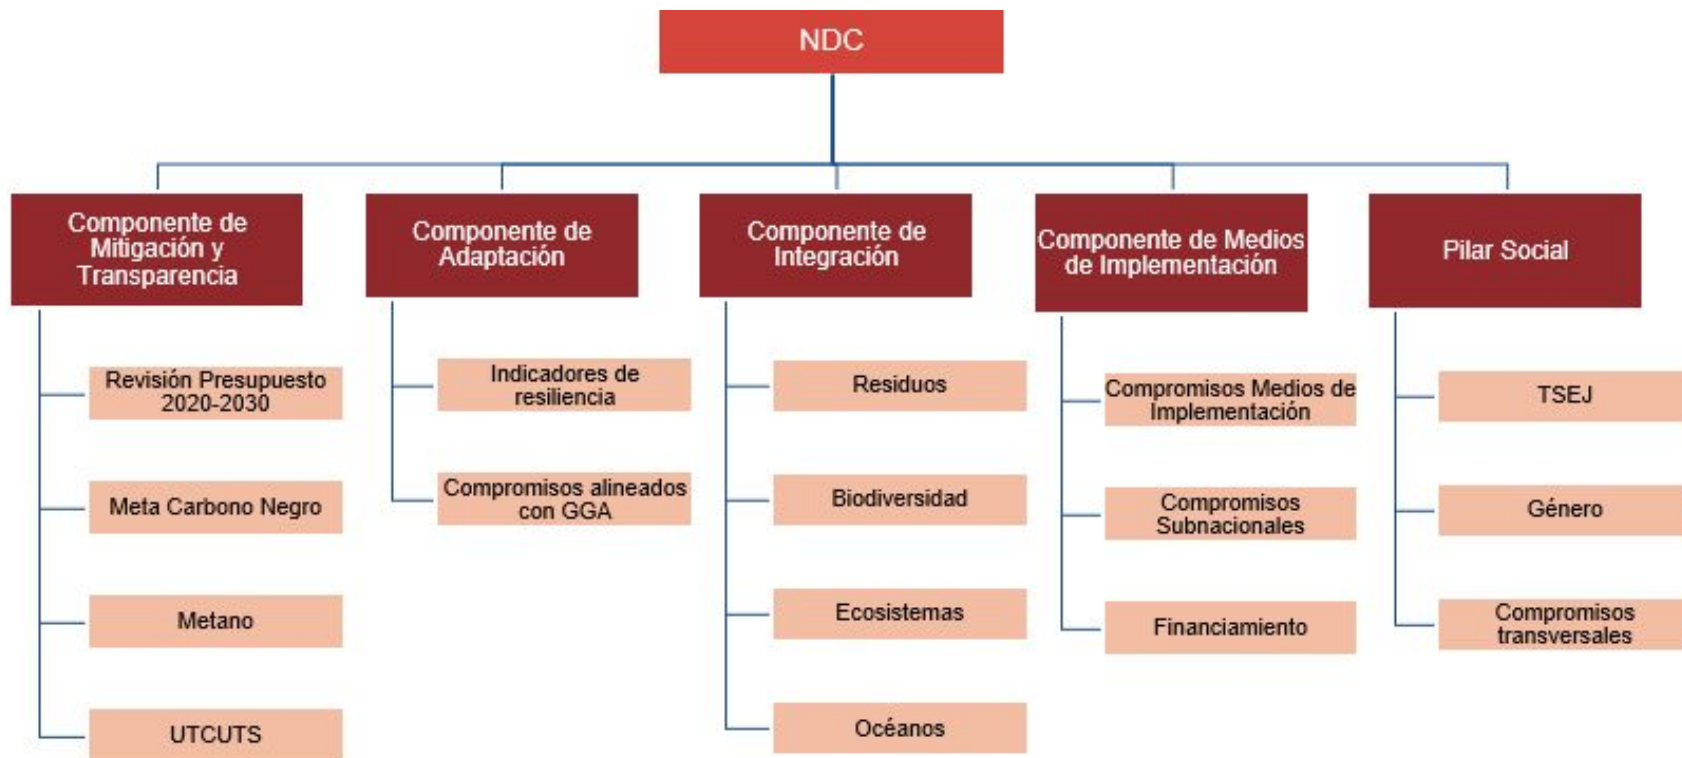 NDC
Componente de
Mitigación y
Transparencia
Revisión Presupuesto
2020-2030
Meta Carbono Negro
Metano
UTCUTS
Componente de
Adaptación
Indicadores de
resiliencia
Compromisos alineados
con GGA
Componente de
Integración
Residuos
Biodiversidad
Ecosistemas
Océanos
Componente de Medios
de Implementación
Compromisos Medios de
Implementación
Compromisos
Subnacionales
Financiamiento
Pilar Social
TSEJ
Género
Compromisos
transversales